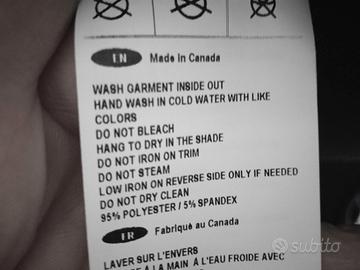 EN Made In Canada
WASH GARMENT INSIDE OUT
HAND WASH IN COLD WATER WITH LIKE
COLORS
DO NOT BLEACH
HANG TO DRY IN THE SHADE
DO NOT IRON ON TRIM
DO NOT STEAM
LOW IRON ON REVERSE SIDE ONLY IF NEEDED
DO NOT DRY CLEAN
95% POLYESTER / 5% SPANDEX
FR Fabriqué au Canada
LAVER SUR L'ENVERS
À LA MAIN À L'EAU FROIDE AVEC
subito